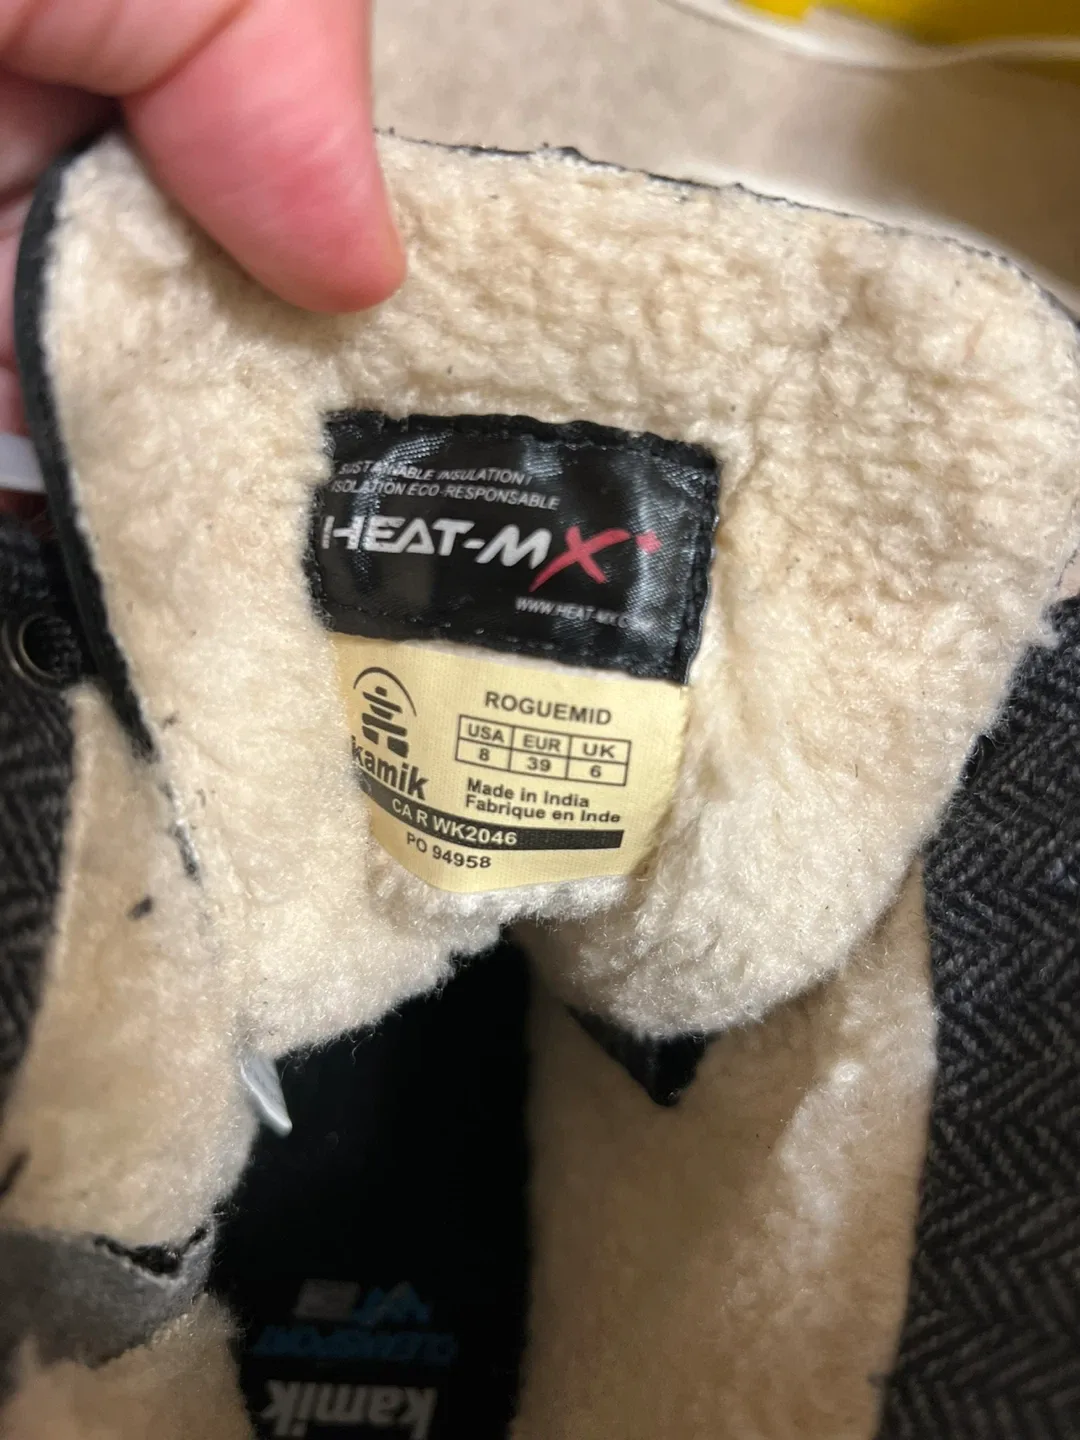 SUSTAINABLE INSULATION /
ISOLATION ECO-RESPONSABLE
HEAT-MX
WWW.HEAT-MX.C
kamik
ROGUEMID
USA EUR UK
8 39 6
Made in India
Fabrique en Inde
CA R WK2046
PO 94958
CLEANSPORT
kamik